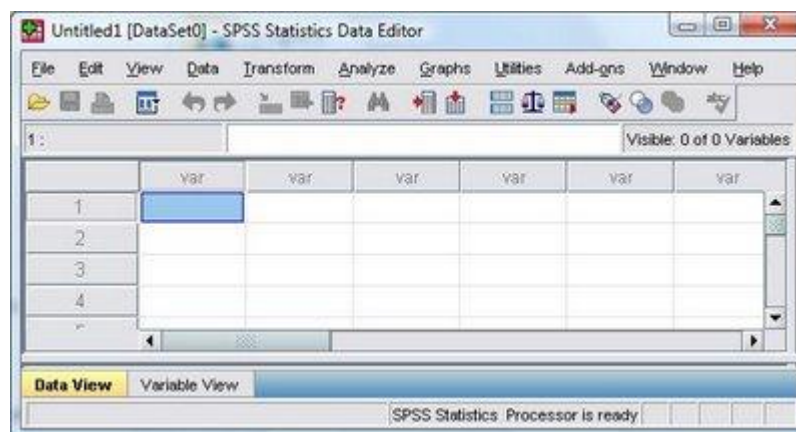 Untitled1 [DataSet0] - SPSS Statistics Data Editor
File Edit View Data Transform Analyze Graphs Utilities Add-ons Window Help
1 : Visible: 0 of 0 Variables
var var var var var var
1
2
3
4
Data View Variable View
SPSS Statistics Processor is ready